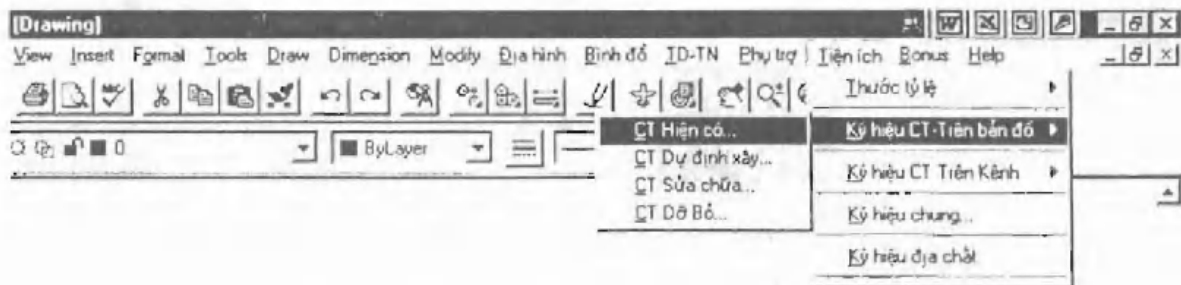 [Drawing]
View Insert Format Tools Draw Dimension Modify Địa hình Bình đồ TD-TN Phụ trợ Tiện ích Bonus Help
Thước tỷ lệ
CT Hiện có... Ký hiệu CT-Trên bản đồ
0 ByLayer
CT Dự định xây...
CT Sửa chữa... Ký hiệu CT Trên Kênh
CT Dỡ Bỏ... Ký hiệu chung...
Ký hiệu địa chất